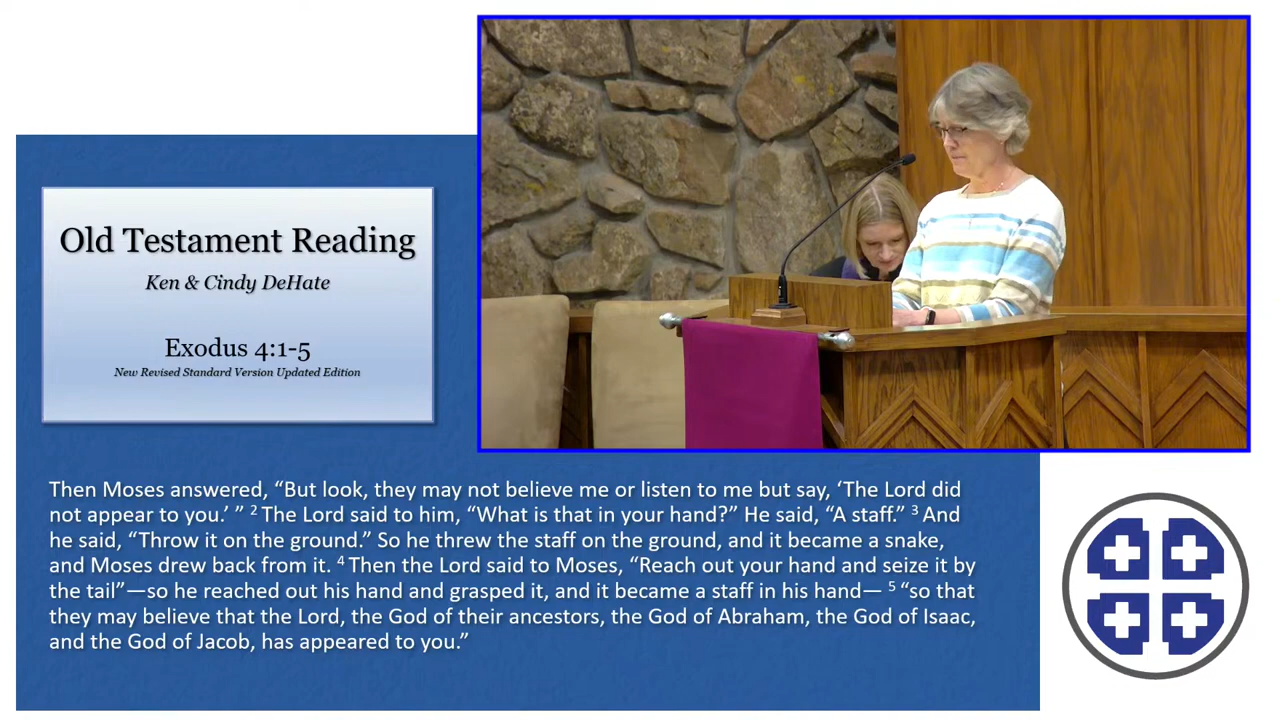 Old Testament Reading
Ken & Cindy DeHate
Exodus 4:1-5
New Revised Standard Version Updated Edition
Then Moses answered, “But look, they may not believe me or listen to me but say, ‘The Lord did
not appear to you.’ ” ² The Lord said to him, “What is that in your hand?” He said, “A staff.” ³ And
he said, “Throw it on the ground.” So he threw the staff on the ground, and it became a snake,
and Moses drew back from it. ⁴ Then the Lord said to Moses, “Reach out your hand and seize it by
the tail”—so he reached out his hand and grasped it, and it became a staff in his hand— ⁵ “so that
they may believe that the Lord, the God of their ancestors, the God of Abraham, the God of Isaac,
and the God of Jacob, has appeared to you.”